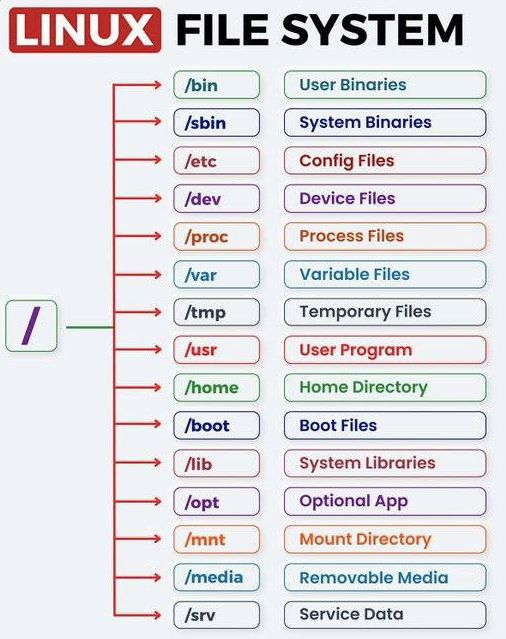 LINUX FILE SYSTEM
/bin User Binaries
/sbin System Binaries
/etc Config Files
/dev Device Files
/proc Process Files
/var Variable Files
/tmp Temporary Files
/
/usr User Program
/home Home Directory
/boot Boot Files
/lib System Libraries
/opt Optional App
/mnt Mount Directory
/media Removable Media
/srv Service Data